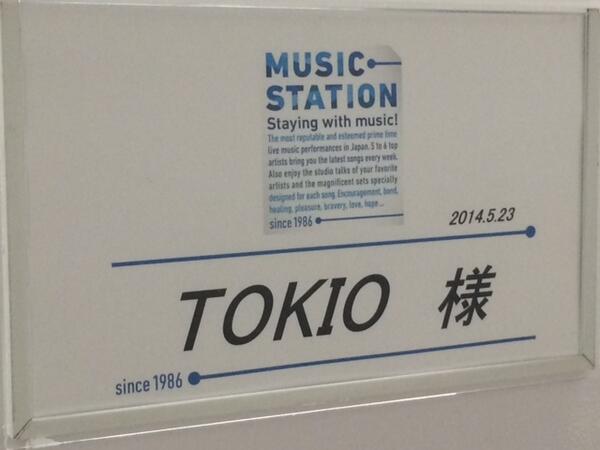 MUSIC
STATION
Staying with music!
The most reputable and esteemed prime time
live music performances in Japan. 5 to 6 top
artists bring you the latest songs every week.
Also enjoy the studio talks of your favorite
artists and the magnificent sets specially
designed for each song. Encouragement, bond,
healing, pleasure, bravery, love, hope ...
since 1986
2014.5.23
TOKIO 様
since 1986